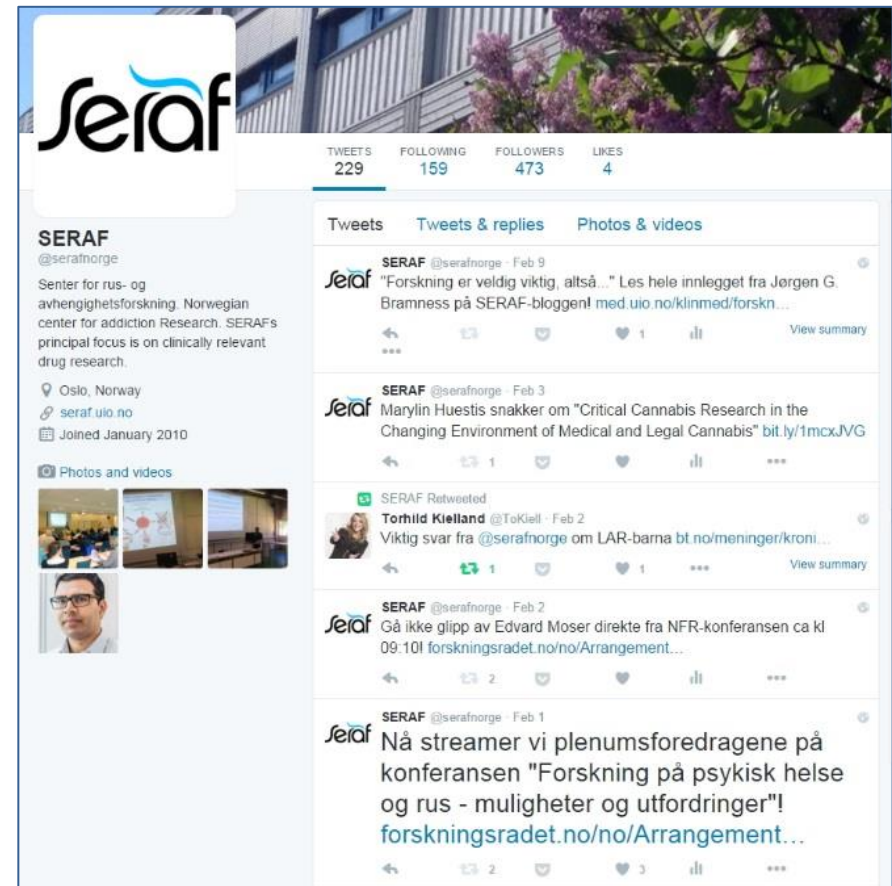 seraf
TWEETS FOLLOWING FOLLOWERS LIKES
229 159 473 4
SERAF
@serafnorge
Senter for rus- og
avhengighetsforskning. Norwegian
center for addiction Research. SERAFs
principal focus is on clinically relevant
drug research.
Oslo, Norway
seraf.uio.no
Joined January 2010
Photos and videos
Tweets Tweets & replies Photos & videos
seraf
SERAF @serafnorge · Feb 9
"Forskning er veldig viktig, altså..." Les hele innlegget fra Jørgen G.
Bramness på SERAF-bloggen! med.uio.no/klinmed/forskn...
1 View summary
seraf
SERAF @serafnorge · Feb 3
Marylin Huestis snakker om "Critical Cannabis Research in the
Changing Environment of Medical and Legal Cannabis" bit.ly/1mcxJVG
1
SERAF Retweeted
Torhild Kielland @ToKiell · Feb 2
Viktig svar fra @serafnorge om LAR-barna bt.no/meninger/kroni...
1 1 View summary
seraf
SERAF @serafnorge · Feb 2
Gå ikke glipp av Edvard Moser direkte fra NFR-konferansen ca kl
09:10! forskningsradet.no/no/Arrangement...
2
seraf
SERAF @serafnorge · Feb 1
Nå streamer vi plenumsforedragene på
konferansen "Forskning på psykisk helse
og rus - muligheter og utfordringer"!
forskningsradet.no/no/Arrangement...
2 3